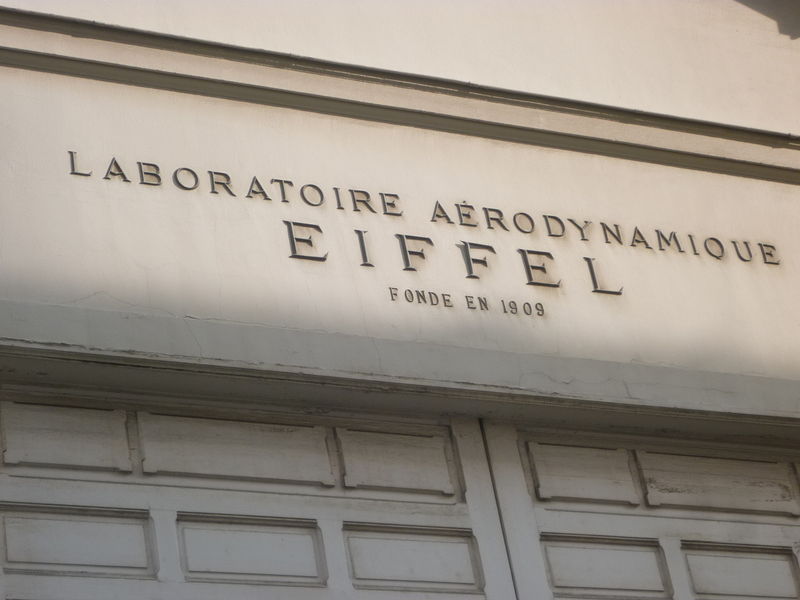 LABORATOIRE AÉRODYNAMIQUE
EIFFEL
FONDE EN 1909